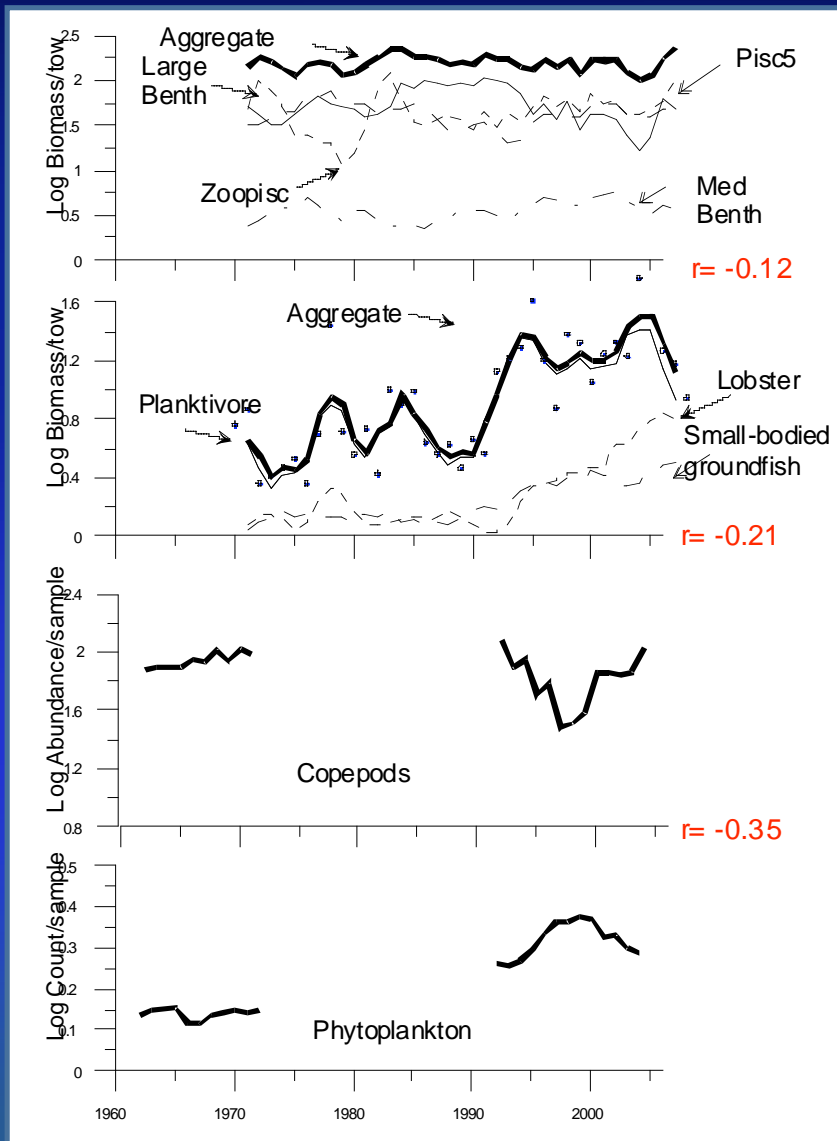 Log Biomass/tow
2.5
2
1.5
1
0.5
0
Aggregate
Large
Benth
Zoopisc
Pisc5
Med
Benth
r= -0.12
Log Biomass/tow
1.6
1.2
0.8
0.4
0
Aggregate
Planktivore
Lobster
Small-bodied
groundfish
r= -0.21
Log Abundance/sample
2.4
2
1.6
1.2
0.8
Copepods
r= -0.35
Log Count/sample
0.5
0.4
0.3
0.2
0.1
0
Phytoplankton
1960 1970 1980 1990 2000